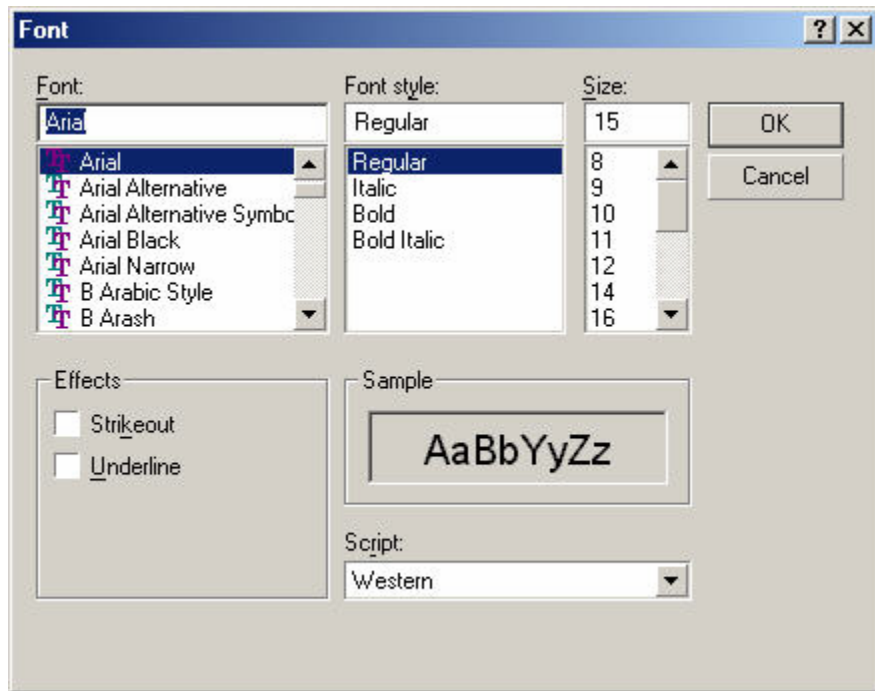 Font
Font:
Arial
Arial
Arial Alternative
Arial Alternative Symbo
Arial Black
Arial Narrow
B Arabic Style
B Arash
Font style:
Regular
Regular
Italic
Bold
Bold Italic
Size:
15
8
9
10
11
12
14
16
OK
Cancel
Effects
Strikeout
Underline
Sample
AaBbYyZz
Script:
Western